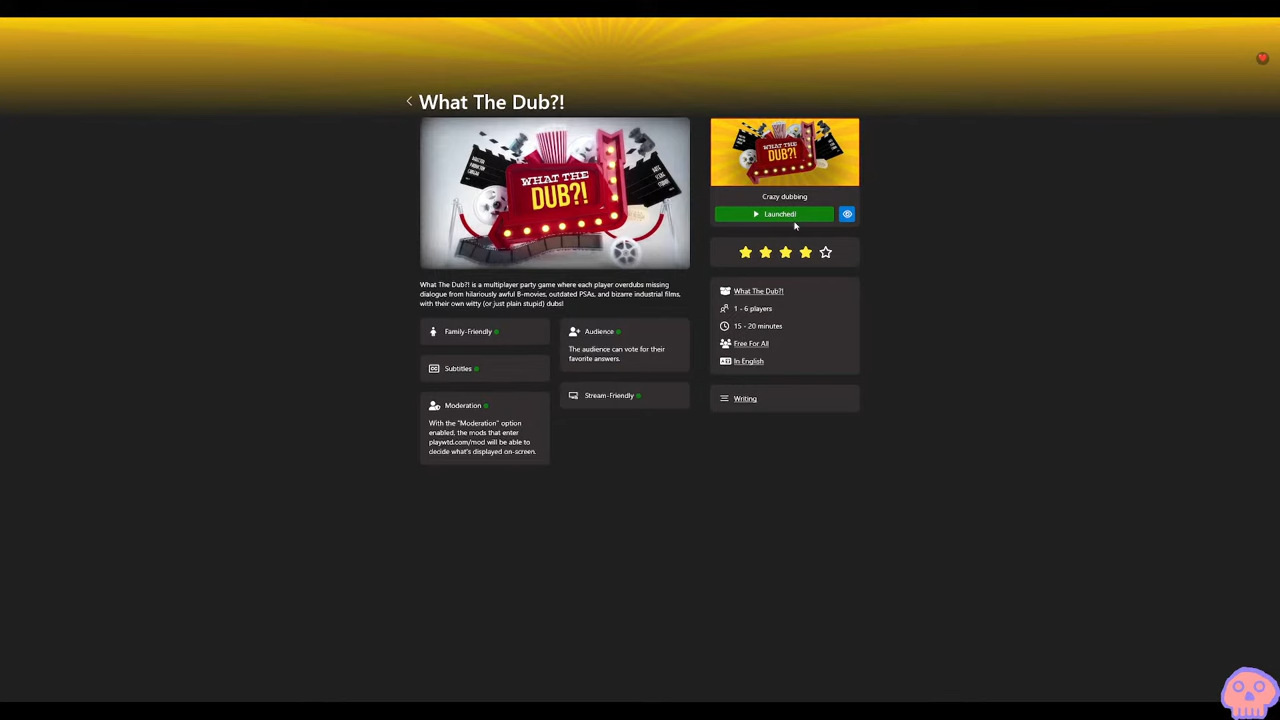 What The Dub?!
WHAT THE
DUB?!
What The Dub?! is a multiplayer party game where each player overdubs missing
dialogue from hilariously awful B-movies, outdated PSAs, and bizarre industrial films,
with their own witty (or just plain stupid) dubs!
Family-Friendly
Subtitles
Moderation
With the "Moderation" option
enabled, the mods that enter
playwtd.com/mod will be able to
decide what's displayed on-screen.
Audience
The audience can vote for their
favorite answers.
Stream-Friendly
WHAT THE
DUB?!
Crazy dubbing
Launched!
What The Dub?!
1 - 6 players
15 - 20 minutes
Free For All
In English
Writing